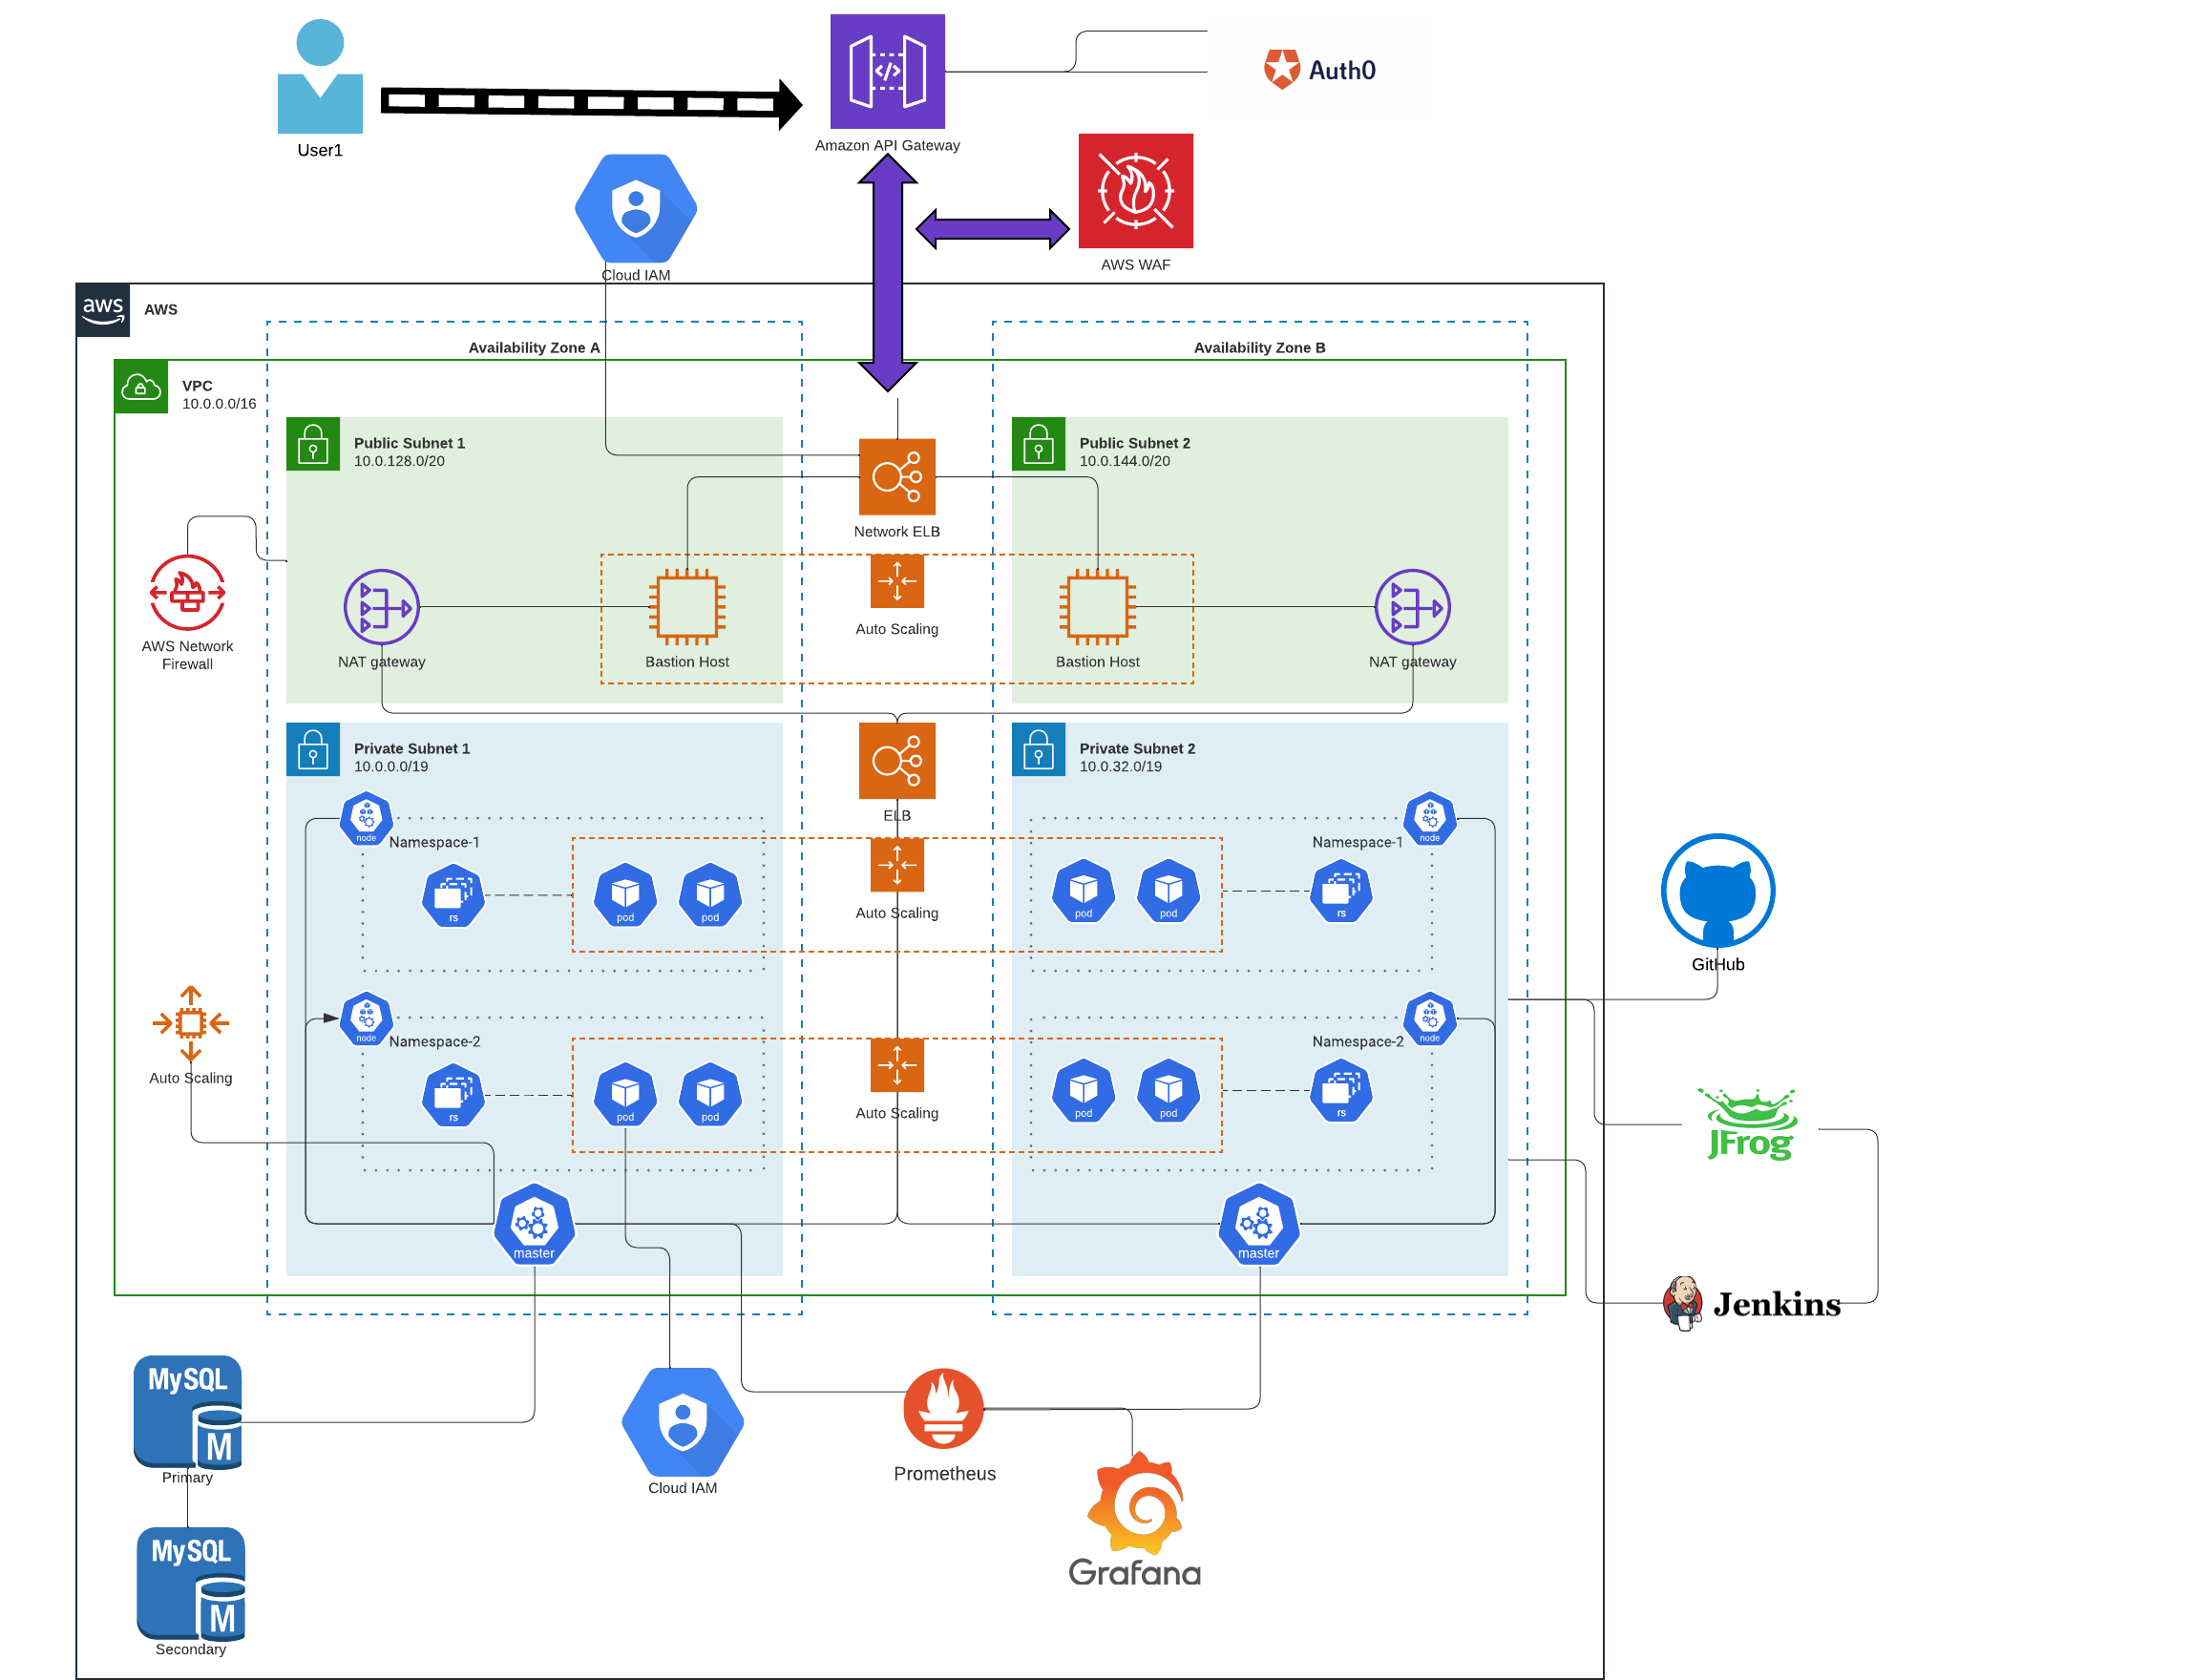 User1
Amazon API Gateway
Auth0
Cloud IAM
AWS WAF
aws
AWS
Availability Zone A
Availability Zone B
VPC
10.0.0.0/16
Public Subnet 1
10.0.128.0/20
Public Subnet 2
10.0.144.0/20
Network ELB
AWS Network
Firewall
NAT gateway
Bastion Host
Auto Scaling
Bastion Host
NAT gateway
Private Subnet 1
10.0.0.0/19
ELB
Private Subnet 2
10.0.32.0/19
node
Namespace-1
rs
pod
pod
Auto Scaling
pod
pod
rs
Namespace-1
node
GitHub
Auto Scaling
node
Namespace-2
rs
pod
pod
Auto Scaling
pod
pod
rs
Namespace-2
node
JFrog
master
master
Jenkins
MySQL
M
Primary
Cloud IAM
Prometheus
Grafana
MySQL
M
Secondary